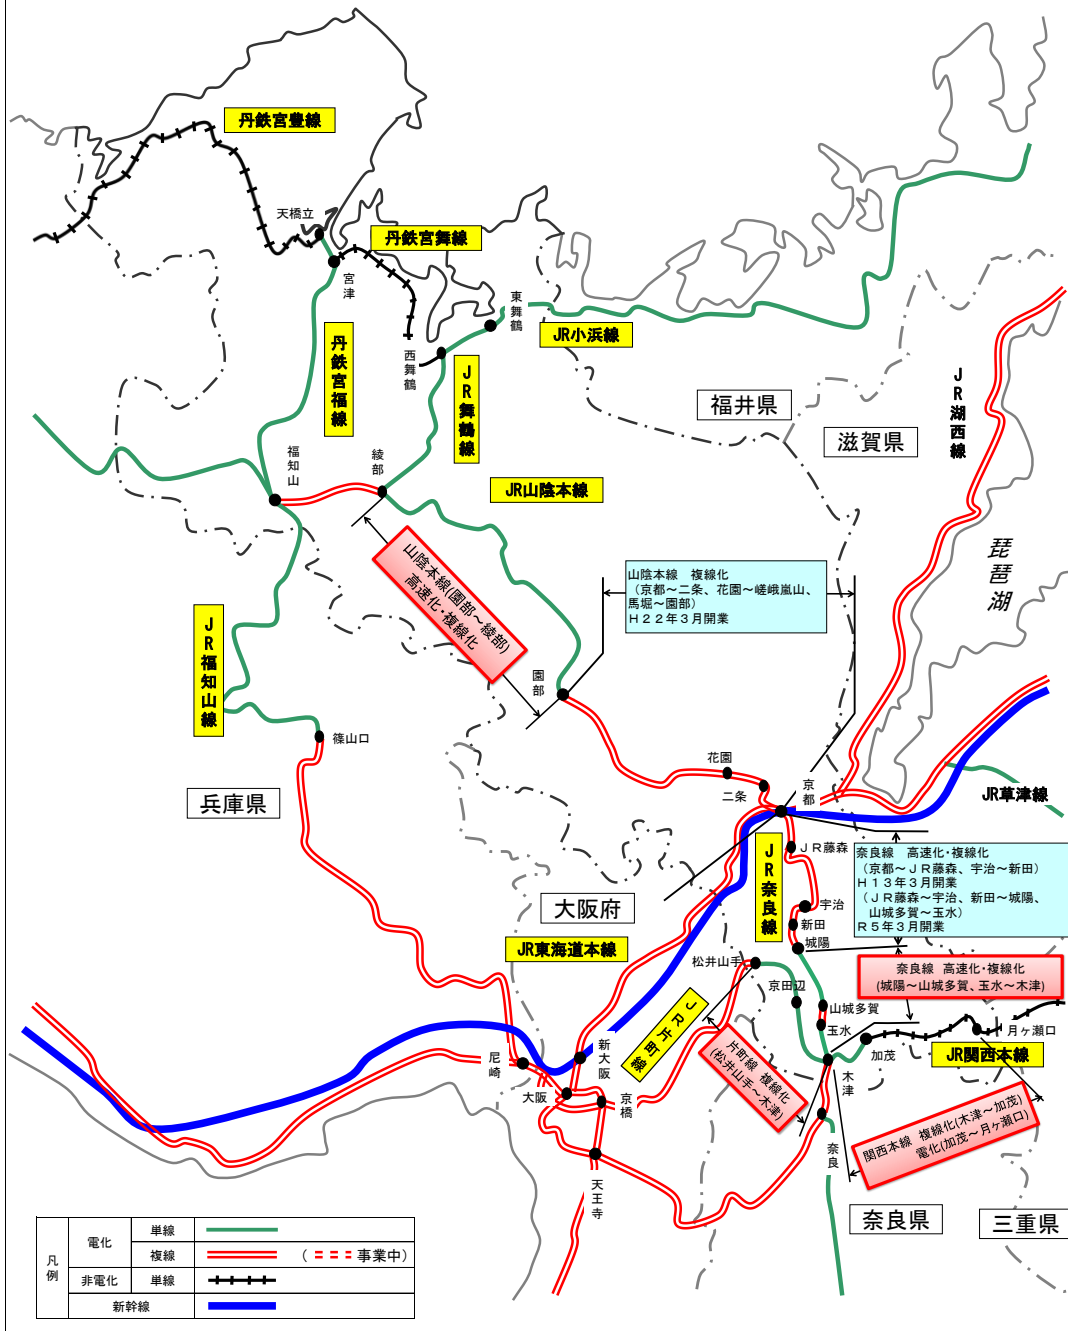 丹鉄宮豊線
天橋立
丹鉄宮舞線
宮津
東舞鶴
JR小浜線
西舞鶴
丹鉄宮福線
JR舞鶴線
JR湖西線
福井県
滋賀県
福知山
綾部
JR山陰本線
琵琶湖
山陰本線(園部～綾部)
高速化・複線化
山陰本線　複線化
（京都～二条、花園～嵯峨嵐山、
馬堀～園部）
Ｈ２２年３月開業
JR福知山線
園部
篠山口
花園
二条
京都
兵庫県
JR草津線
ＪＲ藤森
JR奈良線
奈良線　高速化・複線化
（京都～ＪＲ藤森、宇治～新田）
Ｈ１３年３月開業
（ＪＲ藤森～宇治、新田～城陽、
山城多賀～玉水）
Ｒ５年３月開業
宇治
大阪府
新田
城陽
JR東海道本線
松井山手
奈良線　高速化・複線化
(城陽～山城多賀、玉水～木津)
京田辺
山城多賀
玉水
JR片町線
月ヶ瀬口
加茂
JR関西本線
片町線　複線化
(松井山手～木津)
新大阪
尼崎
木津
大阪
京橋
関西本線　複線化(木津～加茂)
電化(加茂～月ヶ瀬口)
奈良
天王寺
奈良県
三重県
凡例
電化
単線
複線
（　事業中）
非電化
単線
新幹線